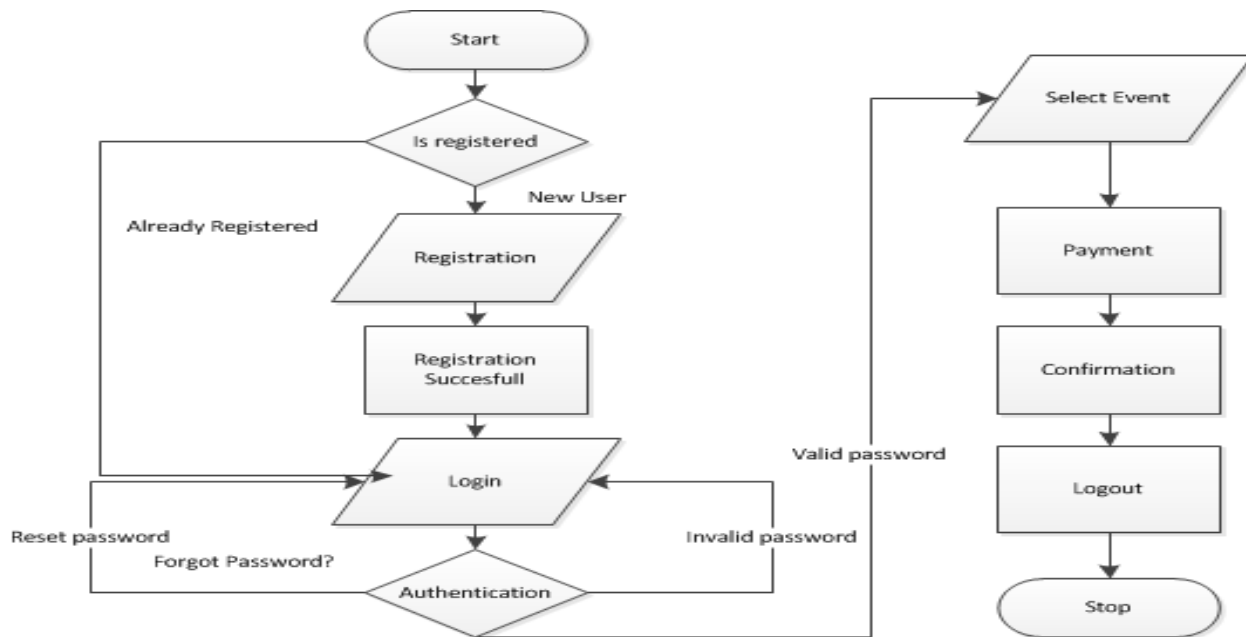 Start
Is registered
New User
Already Registered
Registration
Registration
Succesfull
Login
Reset password
Forgot Password?
Invalid password
Authentication
Valid password
Select Event
Payment
Confirmation
Logout
Stop